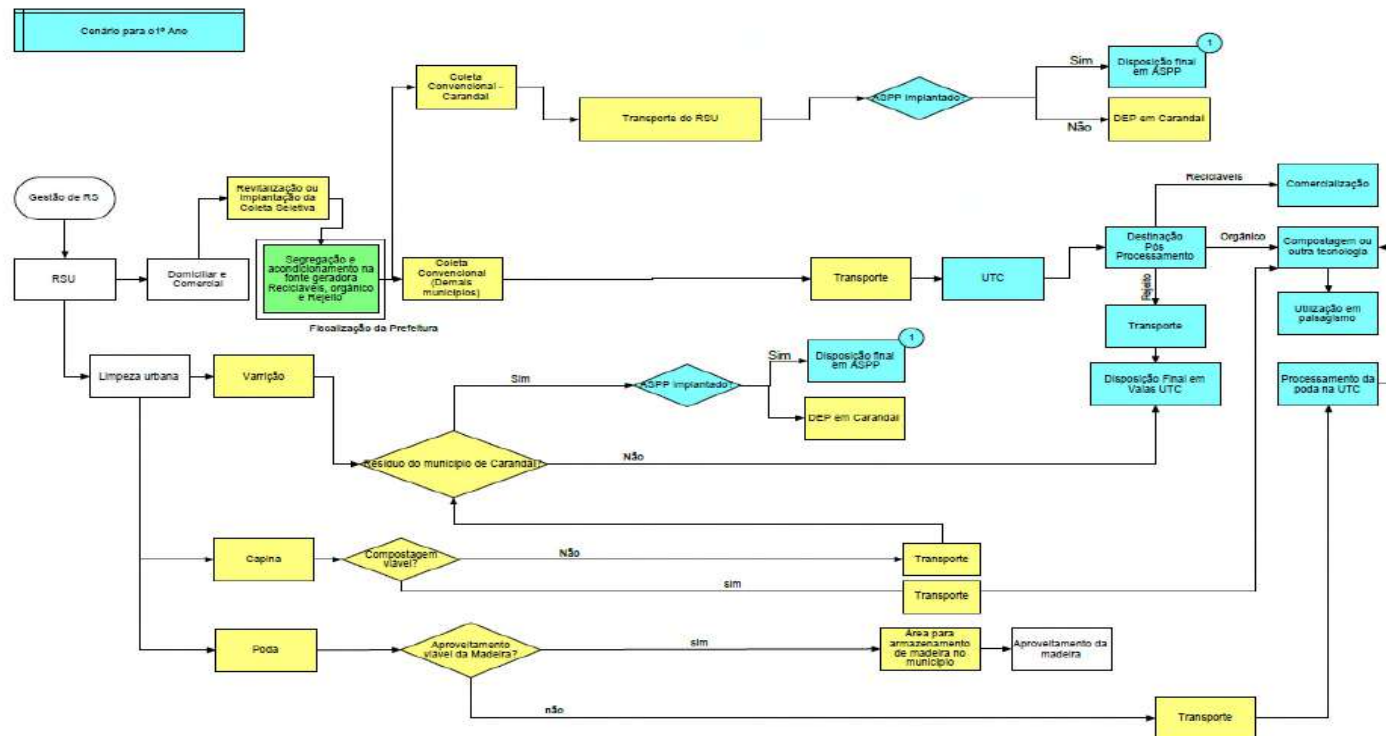 Cenário para o 1º Ano
1
Coleta
Convencional -
Carandaí
Transporte do RSU
ASPP Implantado?
Sim
Disposição final
em ASPP
Não
DEP em Carandaí
Gestão de RS
Revitalização ou
Implantação da
Coleta Seletiva
Recicláveis
Comercialização
RSU
Domiciliar e
Comercial
Segregação e
acondicionamento na
fonte geradora
Recicláveis, orgânico
e Rejeito
Fiscalização da Prefeitura
Coleta
Convencional
(Demais
municípios)
Transporte
UTC
Destinação
Pós
Processamento
Orgânico
Compostagem ou
outra tecnologia
Rejeito
Utilização em
paisagismo
Transporte
Limpeza urbana
Varrição
Sim
ASPP Implantado?
Sim
Disposição final
em ASPP
1
DEP em Carandaí
Disposição Final em
Valas UTC
Processamento da
poda na UTC
Resíduo do município de Carandaí?
Não
Capina
Compostagem
viável?
Não
Transporte
sim
Transporte
Poda
Aproveitamento
viável da Madeira?
sim
Área para
armazenamento
de madeira no
município
Aproveitamento da
madeira
não
Transporte